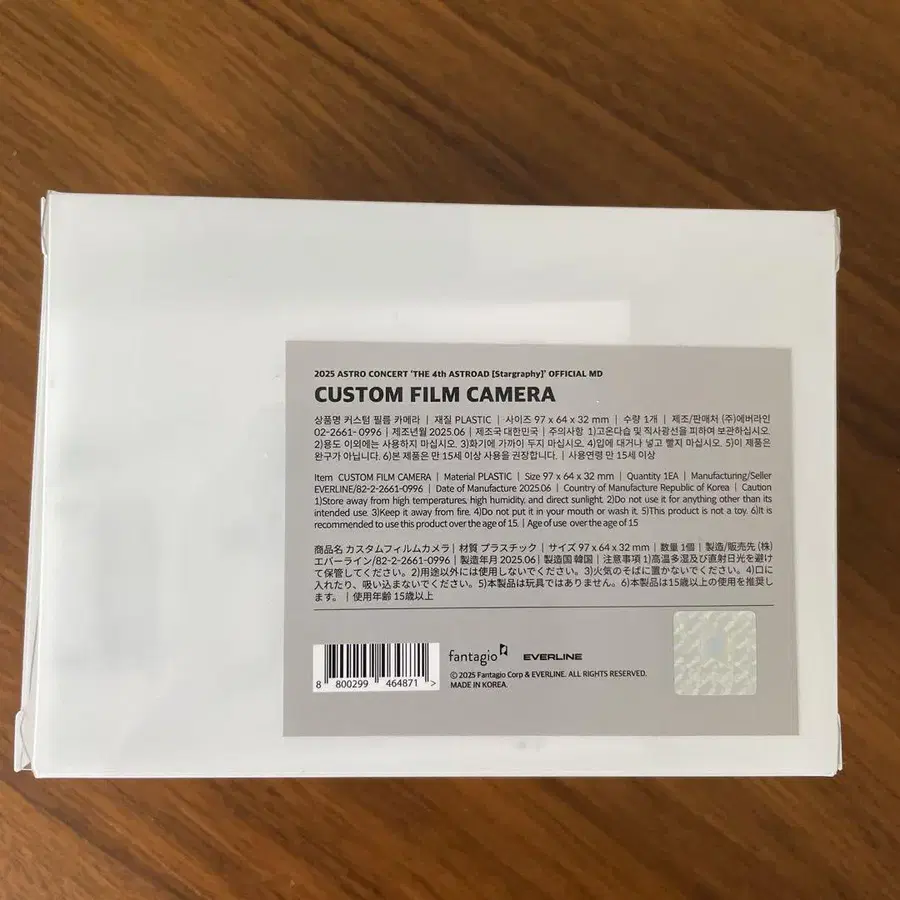 2025 ASTRO CONCERT 'THE 4th ASTROAD [Stargraphy]' OFFICIAL MD
CUSTOM FILM CAMERA
상품명 커스텀 필름 카메라 | 재질 PLASTIC | 사이즈 97 x 64 x 32 mm | 수량 1개 | 제조/판매처 (주)에버라인
02-2661-0996 | 제조년월 2025.06 | 제조국 대한민국 | 주의사항 1)고온다습 및 직사광선을 피하여 보관하십시오.
2)용도 이외에는 사용하지 마십시오. 3)화기에 가까이 두지 마십시오. 4)입에 대거나 넣고 빨지 마십시오. 5)이 제품은
완구가 아닙니다. 6)본 제품은 만 15세 이상 사용을 권장합니다. | 사용연령 만 15세 이상
Item CUSTOM FILM CAMERA | Material PLASTIC | Size 97 x 64 x 32 mm | Quantity 1EA | Manufacturing/Seller
EVERLINE/82-2-2661-0996 | Date of Manufacture 2025.06 | Country of Manufacture Republic of Korea | Caution
1)Store away from high temperatures, high humidity, and direct sunlight. 2)Do not use it for anything other than its
intended use. 3)Keep it away from fire. 4)Do not put it in your mouth or wash it. 5)This product is not a toy. 6)It is
recommended to use this product over the age of 15. | Age of use over the age of 15
商品名 カスタムフィルムカメラ | 材質 プラスチック | サイズ 97 x 64 x 32 mm | 数量 1個 | 製造/販売先 (株)
エバーライン/82-2-2661-0996 | 製造年月 2025.06 | 製造国 韓国 | 注意事項 1)高温多湿及び直射日光を避け
て保管してください。2)用途以外には使用しないでください。3)火気のそばに置かないでください。4)口に
入れたり、吸い込まないでください。5)本製品は玩具ではありません。6)本製品は15歳以上の使用を推奨し
ます。 | 使用年齢 15歳以上
8 800299 464871 >
fantagio EVERLINE
© 2025 Fantagio Corp & EVERLINE. ALL RIGHTS RESERVED.
MADE IN KOREA.